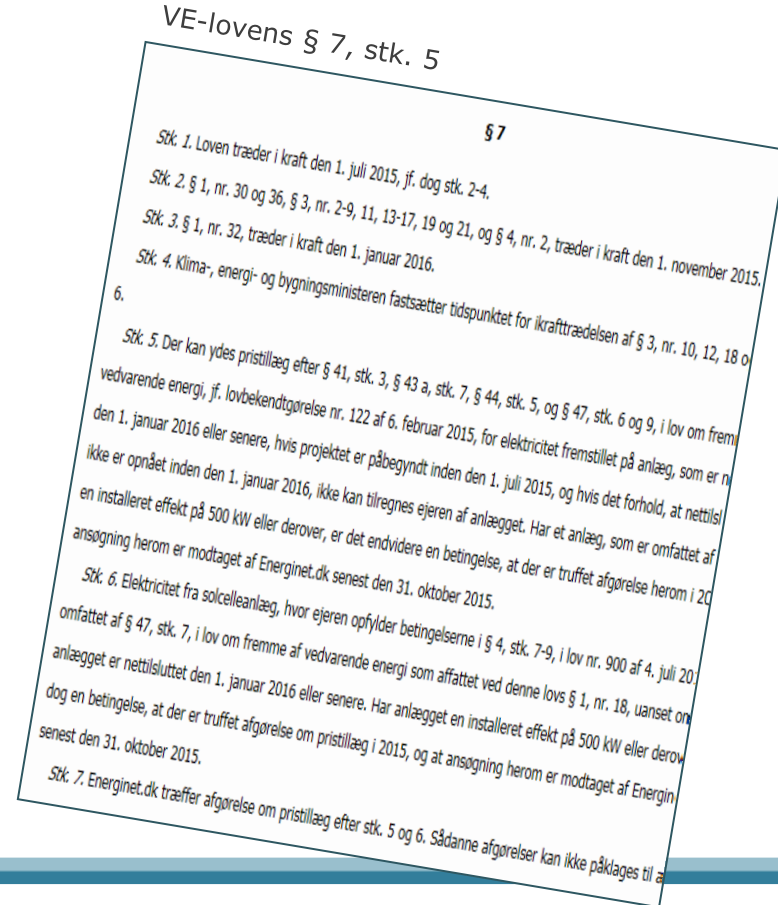 VE-lovens § 7, stk. 5
§ 7
Stk. 1. Loven træder i kraft den 1. juli 2015, jf. dog stk. 2-4.
Stk. 2. § 1, nr. 30 og 36, § 3, nr. 2-9, 11, 13-17, 19 og 21, og § 4, nr. 2, træder i kraft den 1. november 2015.
Stk. 3. § 1, nr. 32, træder i kraft den 1. januar 2016.
Stk. 4. Klima-, energi- og bygningsministeren fastsætter tidspunktet for ikrafttrædelsen af § 3, nr. 10, 12, 18
6.
Stk. 5. Der kan ydes pristillæg efter § 41, stk. 3, § 43 a, stk. 7, § 44, stk. 5, og § 47, stk. 6 og 9, i lov om
vedvarende energi, jf. lovbekendtgørelse nr. 122 af 6. februar 2015, for elektricitet fremstillet på anlæg, som er
den 1. januar 2016 eller senere, hvis projektet er påbegyndt inden den 1. juli 2015, og hvis det forhold, at
ikke er opnået inden den 1. januar 2016, ikke kan tilregnes ejeren af anlægget. Har et anlæg, som er omfattet af
en installeret effekt på 500 kW eller derover, er det endvidere en betingelse, at der er truffet afgørelse herom i
ansøgning herom er modtaget af Energinet.dk senest den 31. oktober 2015.
Stk. 6. Elektricitet fra solcelleanlæg, hvor ejeren opfylder betingelserne i § 4, stk. 7-9, i lov nr. 900 af 4. juli
omfattet af § 47, stk. 7, i lov om fremme af vedvarende energi som affattet ved denne lovs § 1, nr. 18, uanset
anlægget er nettilsluttet den 1. januar 2016 eller senere. Har anlægget en installeret effekt på 500 kW eller
dog en betingelse, at der er truffet afgørelse om pristillæg i 2015, og at ansøgning herom er modtaget af
senest den 31. oktober 2015.
Stk. 7. Energinet.dk træffer afgørelse om pristillæg efter stk. 5 og 6. Sådanne afgørelser kan ikke påklages til